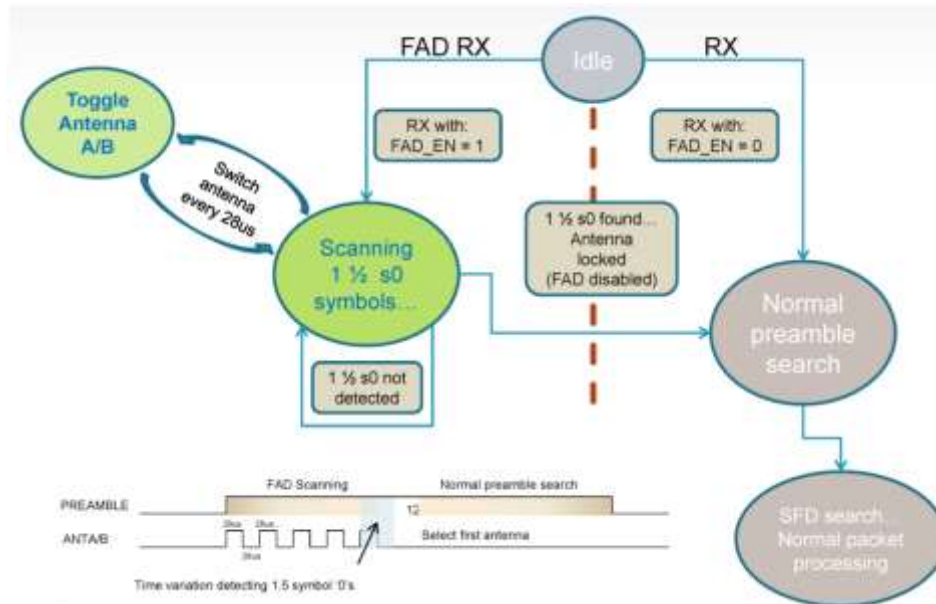 FAD RX
Idle
RX
Toggle
Antenna
A/B
RX with:
FAD_EN = 1
RX with:
FAD_EN = 0
Switch
antenna
every 28us
Scanning
1 ½ s0
symbols...
1 ½ s0 found...
Antenna
locked
(FAD disabled)
Normal
preamble
search
1 ½ s0 not
detected
FAD Scanning
Normal preamble search
PREAMBLE
12
SFD search...
Normal packet
processing
28us
28us
ANTA/B
Select first antenna
28us
Time variation detecting 1.5 symbol '0's